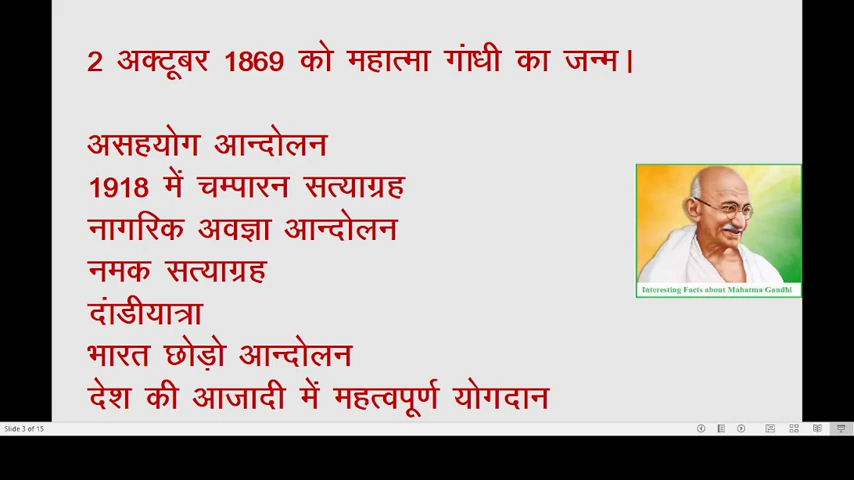 2 अक्टूबर 1869 को महात्मा गांधी का जन्म|
असहयोग आन्दोलन
1918 में चम्पारन सत्याग्रह
नागरिक अवज्ञा आन्दोलन
नमक सत्याग्रह
दांडीयात्रा
भारत छोड़ो आन्दोलन
देश की आजादी में महत्वपूर्ण योगदान
Interesting Facts about Mahatma Gandhi
Slide 3 of 15